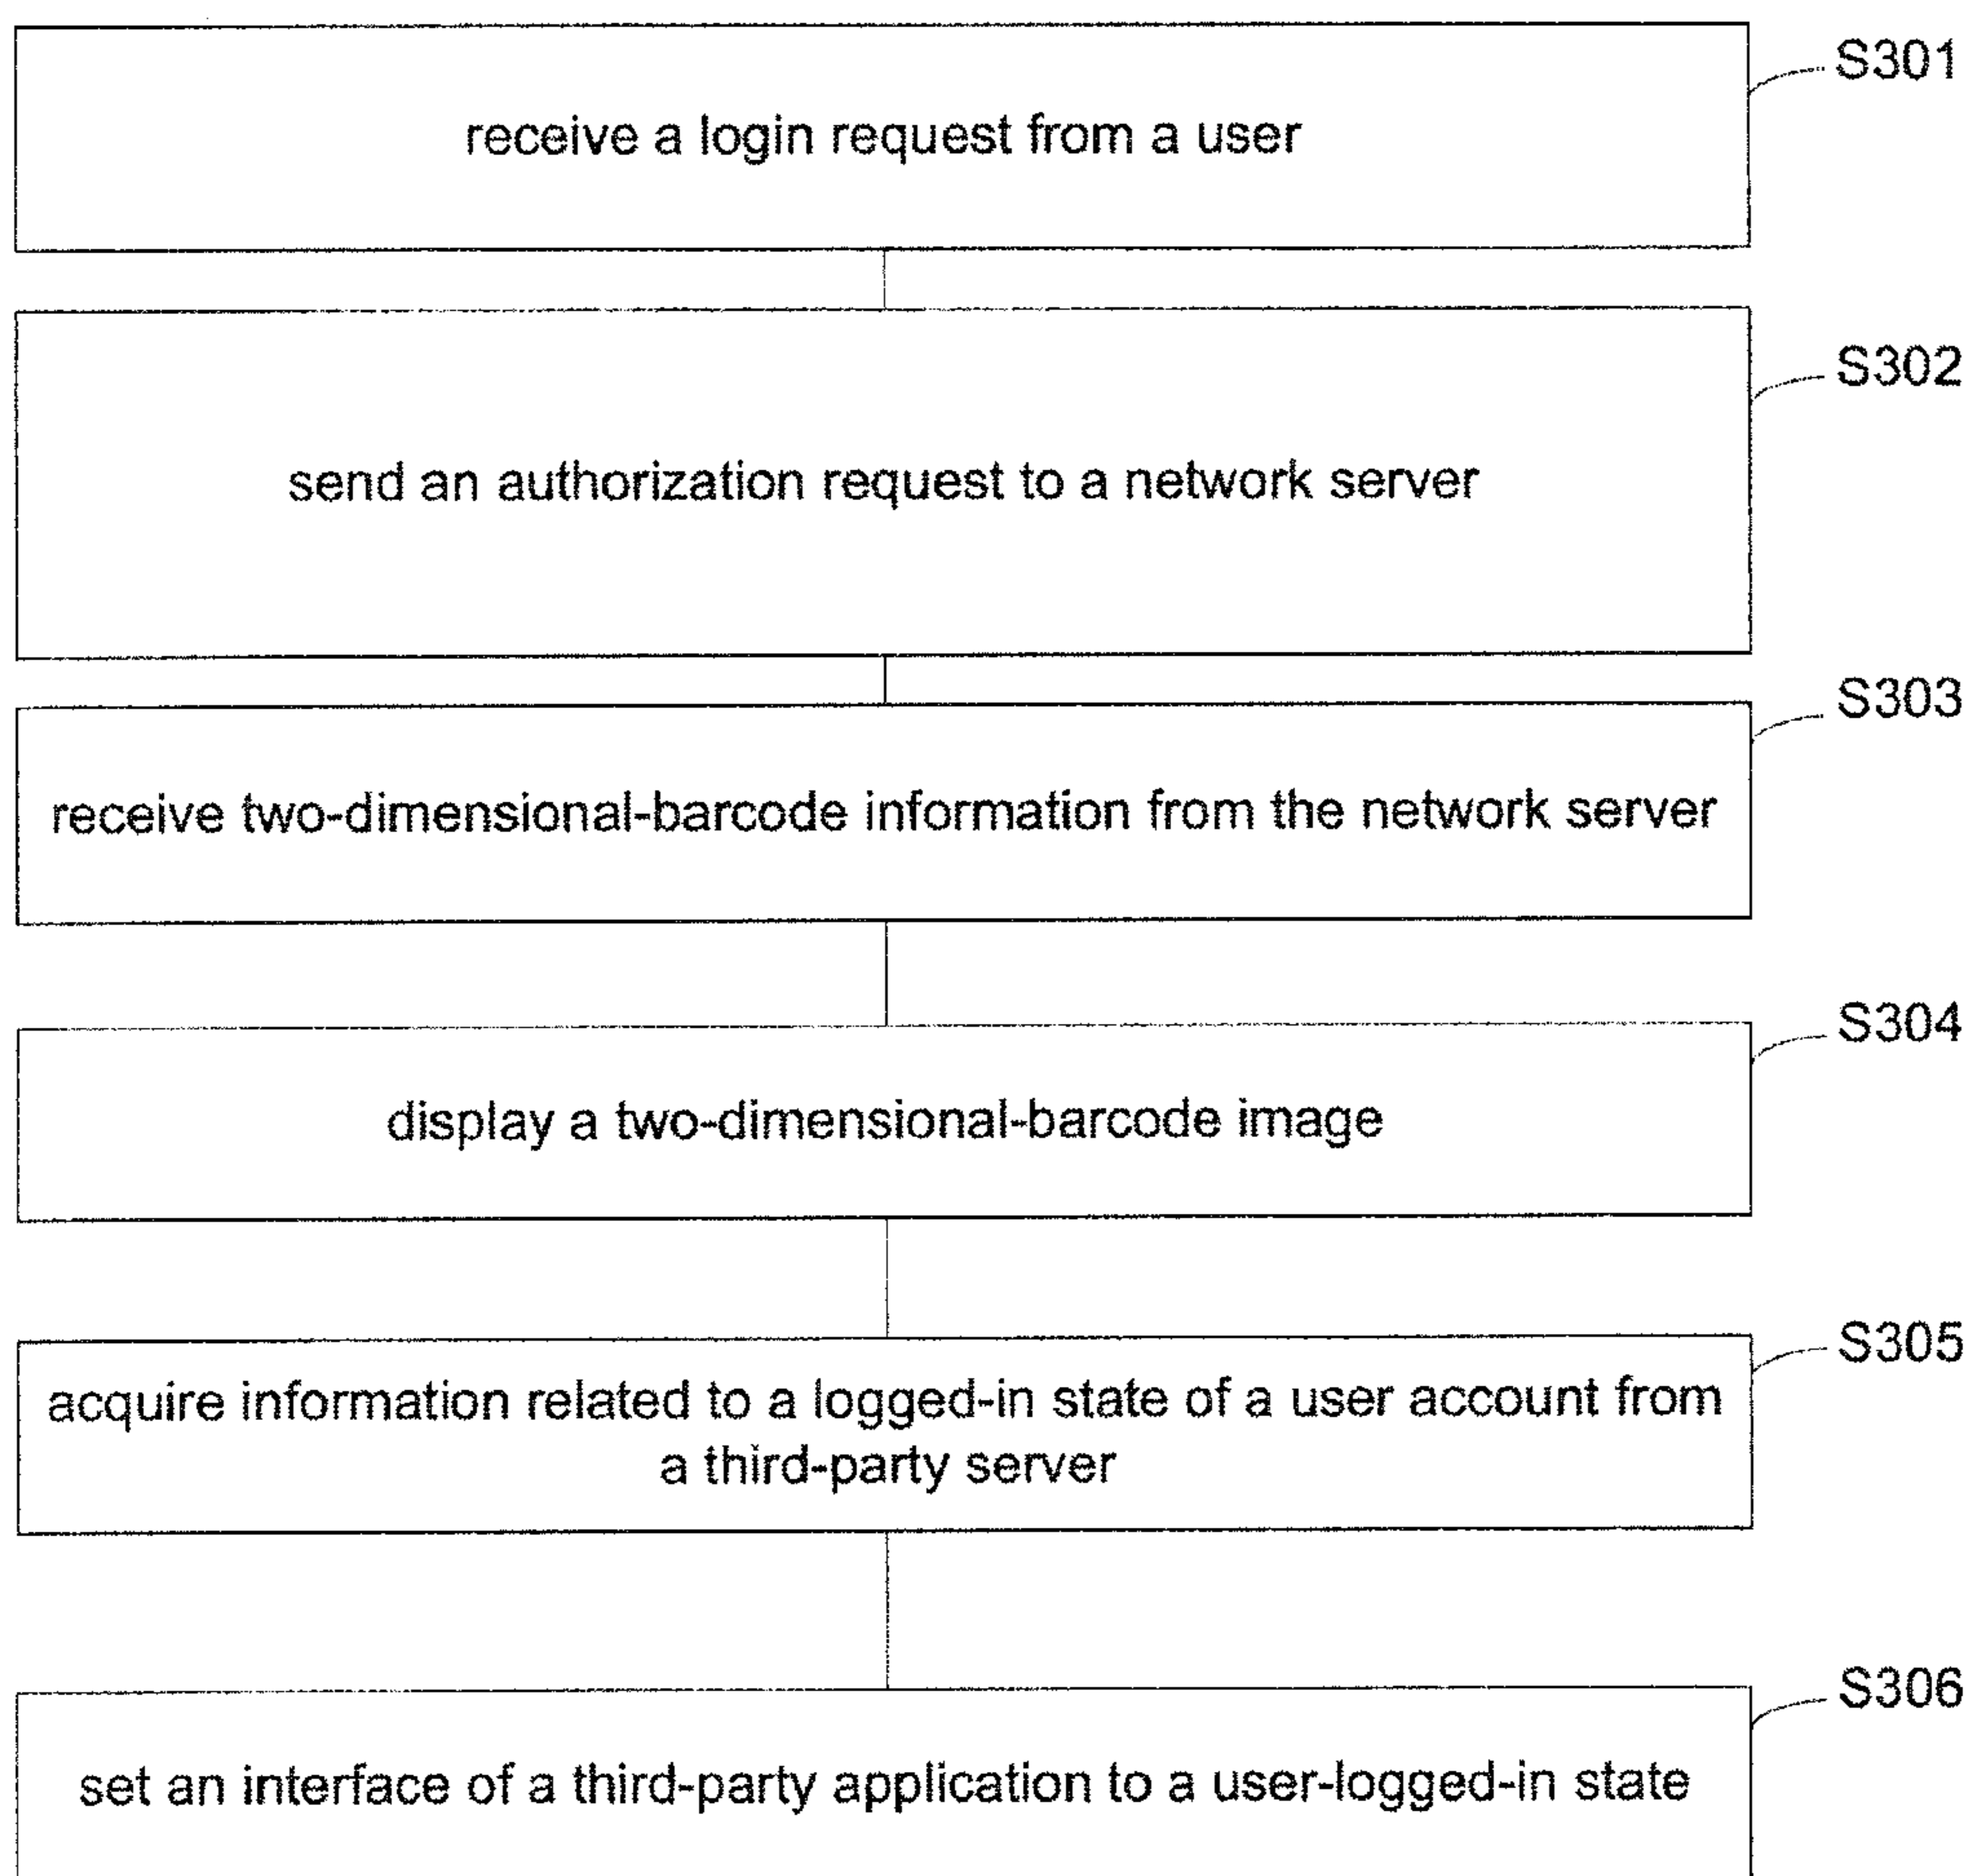 S301
receive a login request from a user
S302
send an authorization request to a network server
S303
receive two-dimensional-barcode information from the network server
S304
display a two-dimensional-barcode image
S305
acquire information related to a logged-in state of a user account from
a third-party server
S306
set an interface of a third-party application to a user-logged-in state